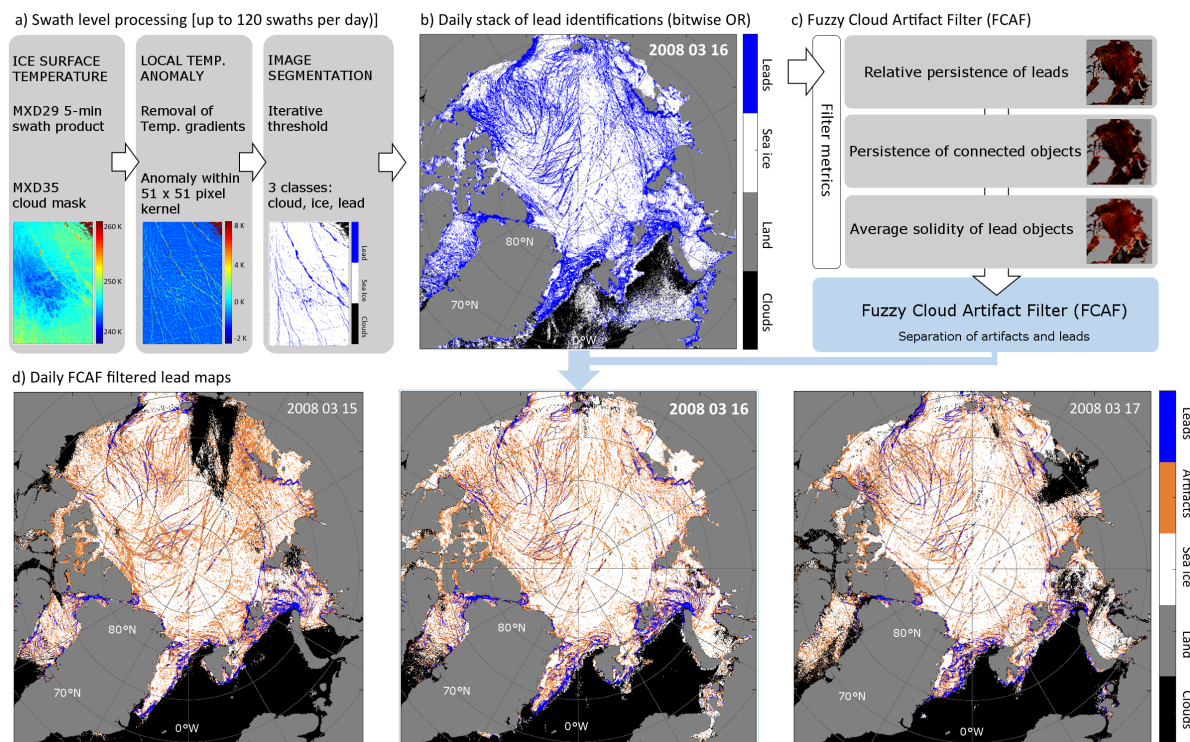 a) Swath level processing [up to 120 swaths per day)]
ICE SURFACE
TEMPERATURE
MXD29 5-min
swath product
MXD35
cloud mask
260 K
250 K
240 K
LOCAL TEMP.
ANOMALY
Removal of
Temp. gradients
Anomaly within
51 x 51 pixel
kernel
8 K
4 K
0 K
-2 K
IMAGE
SEGMENTATION
Iterative
threshold
3 classes:
cloud, ice, lead
Lead
Sea Ice
Clouds
b) Daily stack of lead identifications (bitwise OR)
2008 03 16
80°N
70°N
0°W
Leads
Sea ice
Land
Clouds
c) Fuzzy Cloud Artifact Filter (FCAF)
Filter metrics
Relative persistence of leads
Persistence of connected objects
Average solidity of lead objects
Fuzzy Cloud Artifact Filter (FCAF)
Separation of artifacts and leads
d) Daily FCAF filtered lead maps
2008 03 15
80°N
70°N
0°W
2008 03 16
80°N
70°N
0°W
2008 03 17
80°N
70°N
0°W
Leads
Artifacts
Sea ice
Land
Clouds